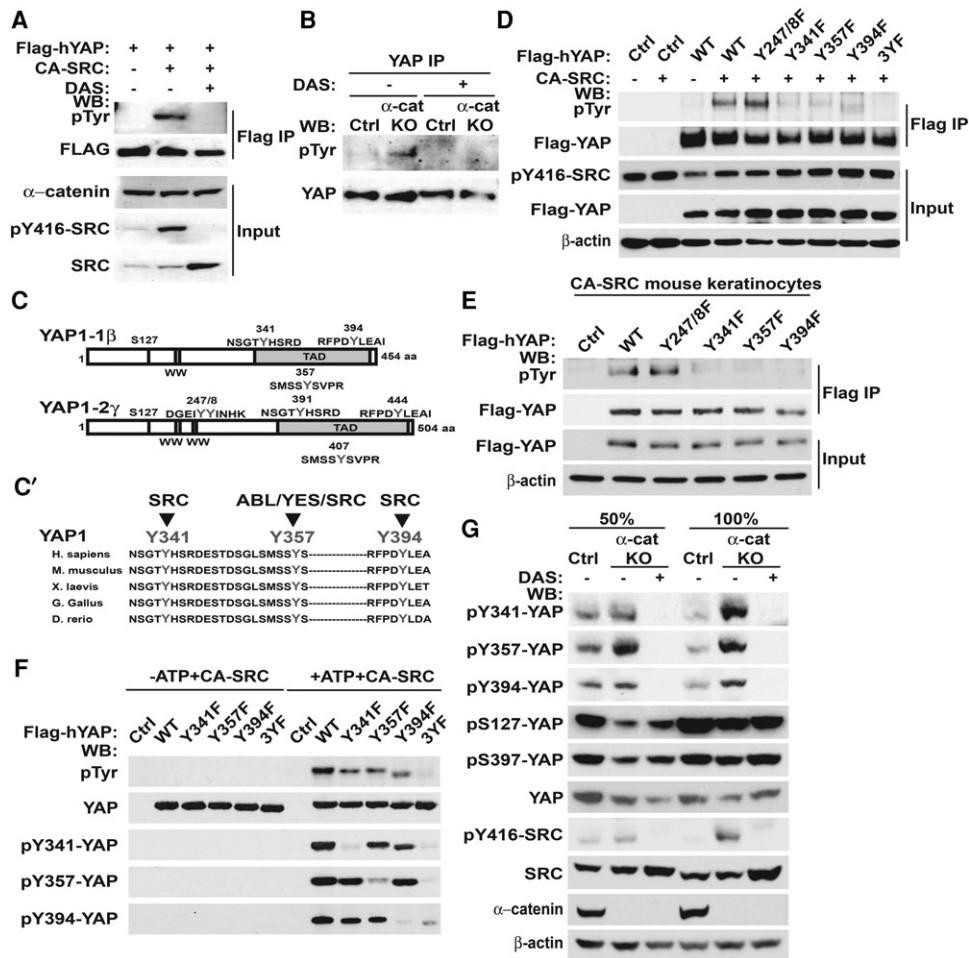 A
Flag-hYAP: + + +
CA-SRC: - + +
DAS: - - +
WB:
pTyr
FLAG
Flag IP
α-catenin
pY416-SRC
SRC
Input
B
YAP IP
DAS: - +
α-cat α-cat
WB: Ctrl KO Ctrl KO
pTyr
YAP
C
YAP1-1β
S127
341
NSGTYHSRD
394
RFPDYLEAI
1
TAD
454 aa
WW
357
SMSSYSVPR
YAP1-2γ
S127
247/8
DGEIYYINHK
391
NSGTYHSRD
444
RFPDYLEAI
1
TAD
504 aa
WW WW
407
SMSSYSVPR
C′
SRC ABL/YES/SRC SRC
YAP1 Y341 Y357 Y394
H. sapiens NSGTYHSRDESTDSGLSMSSYS--------------RFPDYLEA
M. musculus NSGTYHSRDESTDSGLSMSSYS--------------RFPDYLEA
X. laevis NSGTYHSRDESTDSGLSMSSYS--------------RFPDYLET
G. Gallus NSGTYHSRDESTDSGLSMSSYS--------------RFPDYLEA
D. rerio NSGTYHSRDESTDSGLSMSSYS--------------RFPDYLDA
D
Flag-hYAP: Ctrl Ctrl WT WT Y247/8F Y341F Y357F Y394F 3YF
CA-SRC: - + - + + + + + +
WB:
pTyr
Flag-YAP
Flag IP
pY416-SRC
Flag-YAP
β-actin
Input
E
CA-SRC mouse keratinocytes
Flag-hYAP: Ctrl WT Y247/8F Y341F Y357F Y394F
WB:
pTyr
Flag-YAP
Flag IP
Flag-YAP
β-actin
Input
F
-ATP+CA-SRC +ATP+CA-SRC
Flag-hYAP: Ctrl WT Y341F Y357F Y394F 3YF Ctrl WT Y341F Y357F Y394F 3YF
WB:
pTyr
YAP
pY341-YAP
pY357-YAP
pY394-YAP
G
50% 100%
α-cat α-cat
Ctrl KO Ctrl KO
DAS: - - + - - +
WB:
pY341-YAP
pY357-YAP
pY394-YAP
pS127-YAP
pS397-YAP
YAP
pY416-SRC
SRC
α-catenin
β-actin